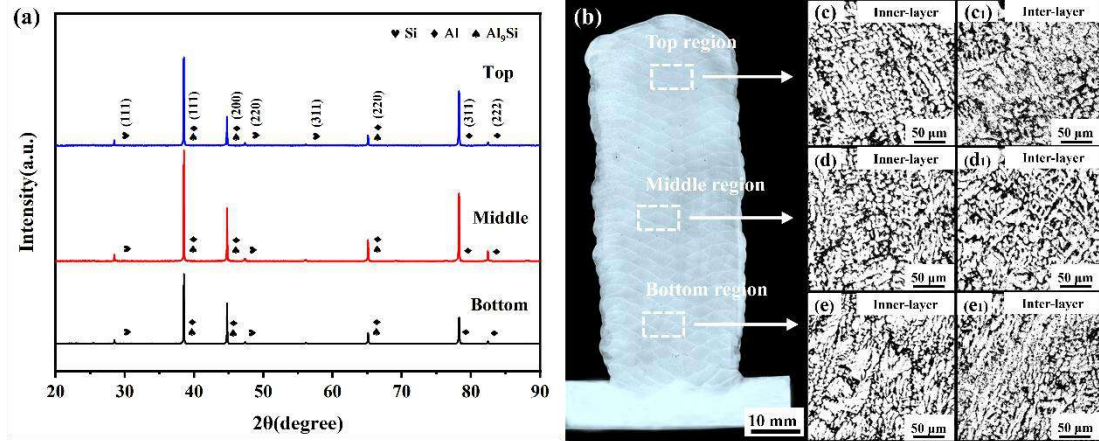 (a)
Si Al Al₉Si
Top
(111) (111) (200) (220) (311) (220) (311) (222)
Middle
Bottom
Intensity(a.u.)
20 30 40 50 60 70 80 90
2θ(degree)
(b)
Top region
Middle region
Bottom region
10 mm
(c) Inner-layer
50 μm
(c₁) Inter-layer
50 μm
(d) Inner-layer
50 μm
(d₁) Inter-layer
50 μm
(e) Inner-layer
50 μm
(e₁) Inter-layer
50 μm